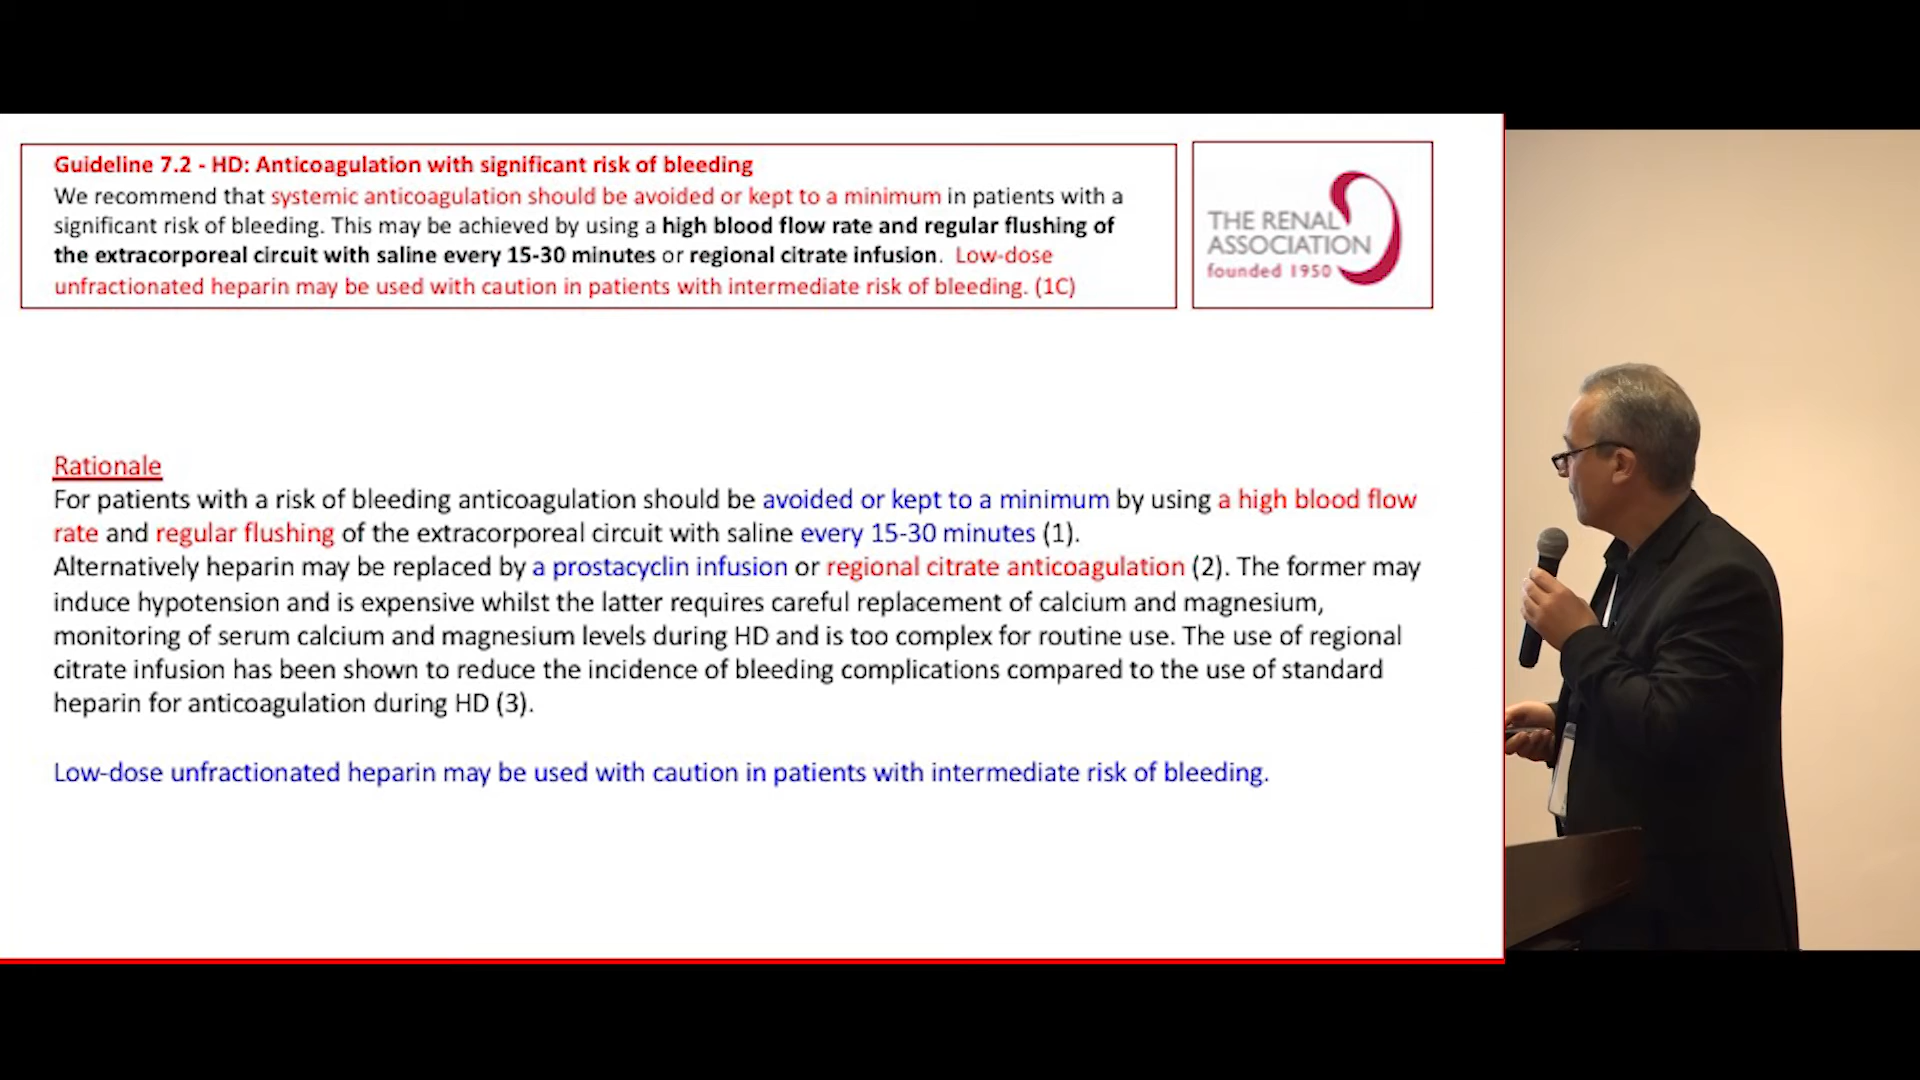 Guideline 7.2 - HD: Anticoagulation with significant risk of bleeding
We recommend that systemic anticoagulation should be avoided or kept to a minimum in patients with a
significant risk of bleeding. This may be achieved by using a high blood flow rate and regular flushing of
the extracorporeal circuit with saline every 15-30 minutes or regional citrate infusion. Low-dose
unfractionated heparin may be used with caution in patients with intermediate risk of bleeding. (1C)
THE RENAL
ASSOCIATION
founded 1950
Rationale
For patients with a risk of bleeding anticoagulation should be avoided or kept to a minimum by using a high blood flow
rate and regular flushing of the extracorporeal circuit with saline every 15-30 minutes (1).
Alternatively heparin may be replaced by a prostacyclin infusion or regional citrate anticoagulation (2). The former may
induce hypotension and is expensive whilst the latter requires careful replacement of calcium and magnesium,
monitoring of serum calcium and magnesium levels during HD and is too complex for routine use. The use of regional
citrate infusion has been shown to reduce the incidence of bleeding complications compared to the use of standard
heparin for anticoagulation during HD (3).
Low-dose unfractionated heparin may be used with caution in patients with intermediate risk of bleeding.